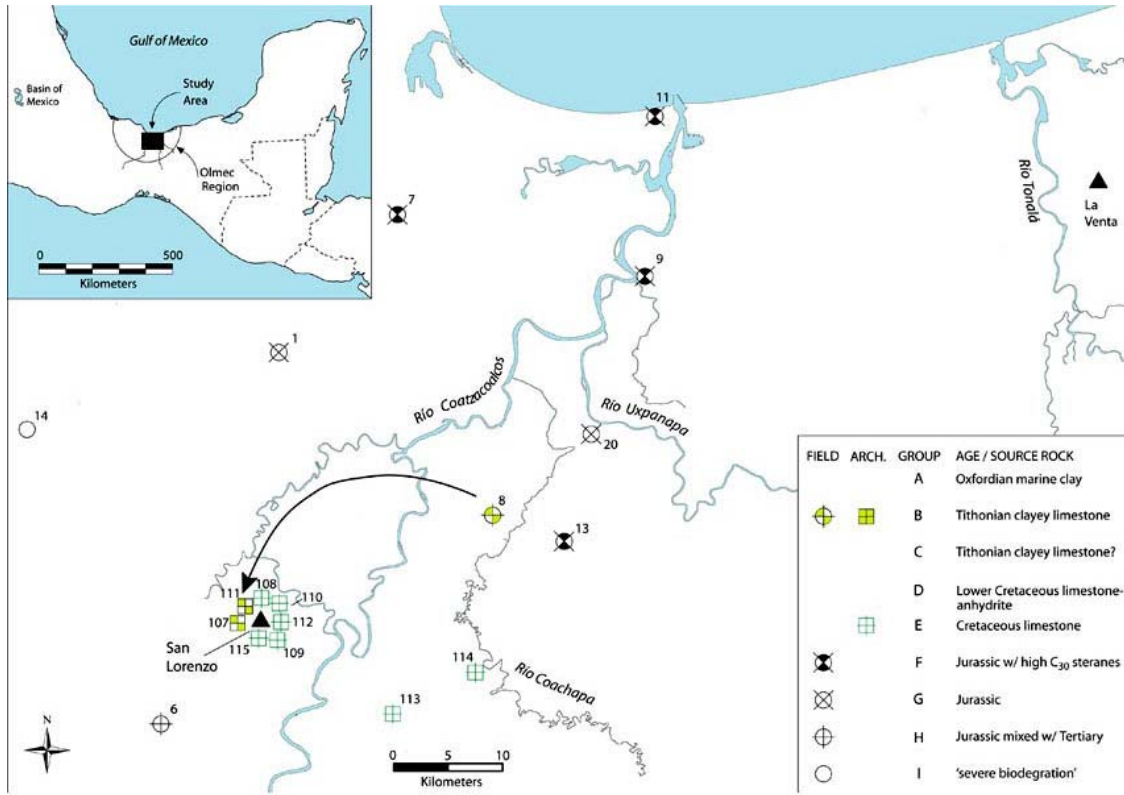 Gulf of Mexico
Basin of
Mexico
Study
Area
Olmec
Region
0 500
Kilometers
11
7
9
Río Tonalá
La
Venta
1
14
Río Coatzacoalcos
Río Uxpanapa
20
8
13
111
108
110
107
112
115
109
San
Lorenzo
114
Río Coachapa
113
6
N
0 5 10
Kilometers
FIELD ARCH. GROUP AGE / SOURCE ROCK
A Oxfordian marine clay
B Tithonian clayey limestone
C Tithonian clayey limestone?
D Lower Cretaceous limestone-
anhydrite
E Cretaceous limestone
F Jurassic w/ high C30 steranes
G Jurassic
H Jurassic mixed w/ Tertiary
I 'severe biodegration'